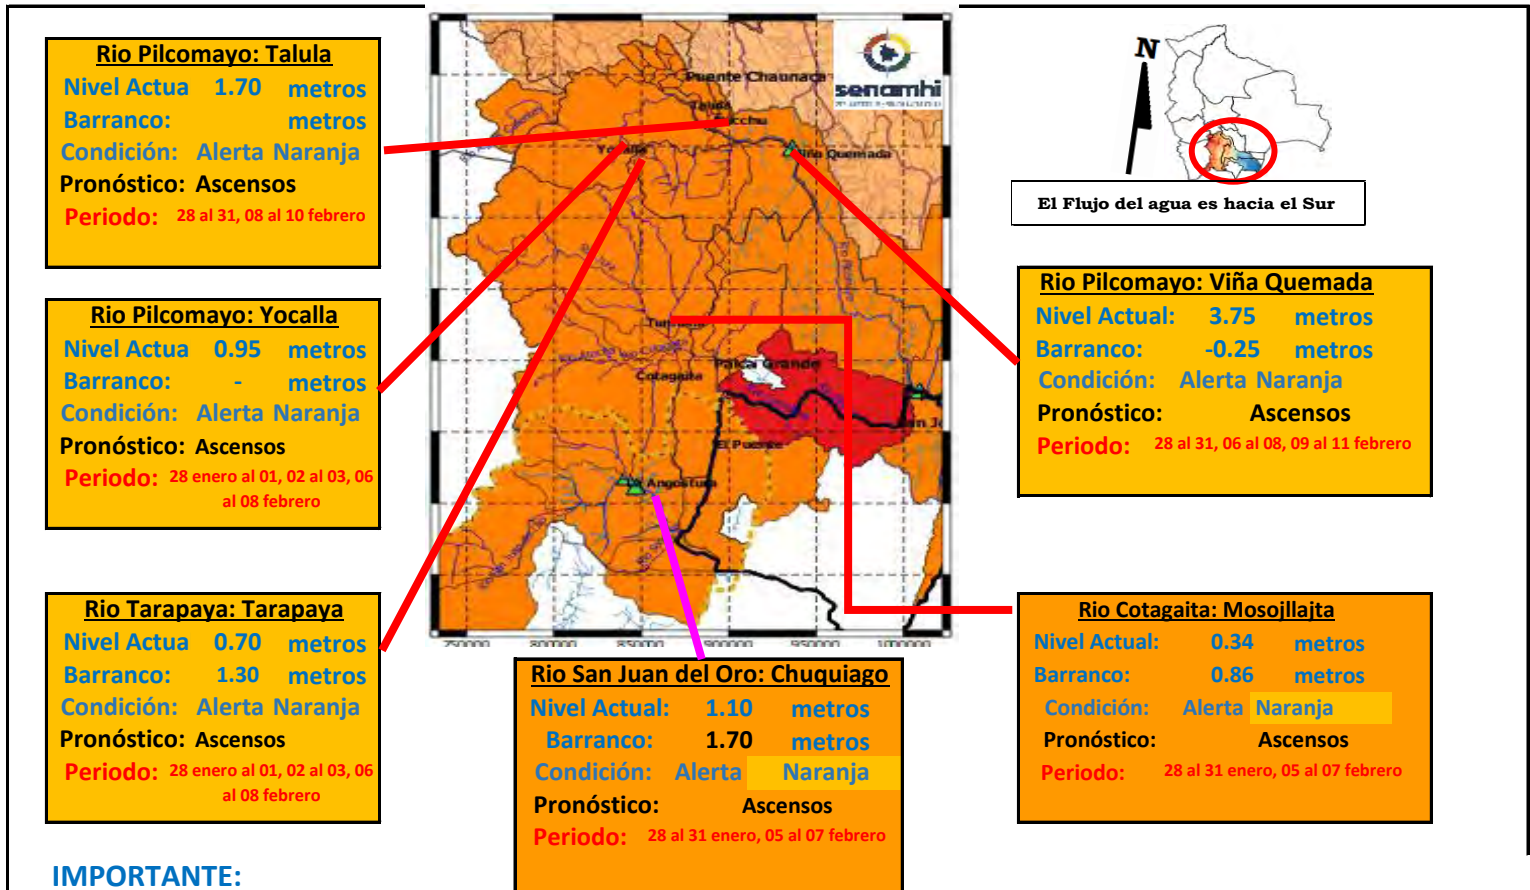 Rio Pilcomayo: Talula
Nivel Actua 1.70 metros
Barranco: metros
Condición: Alerta Naranja
Pronóstico: Ascensos
Periodo: 28 al 31, 08 al 10 febrero
Rio Pilcomayo: Yocalla
Nivel Actua 0.95 metros
Barranco: - metros
Condición: Alerta Naranja
Pronóstico: Ascensos
Periodo: 28 enero al 01, 02 al 03, 06
al 08 febrero
Rio Tarapaya: Tarapaya
Nivel Actua 0.70 metros
Barranco: 1.30 metros
Condición: Alerta Naranja
Pronóstico: Ascensos
Periodo: 28 enero al 01, 02 al 03, 06
al 08 febrero
IMPORTANTE:
senamhi
Puente Chaunaca
Viña Quemada
Cotagaita
Palca Grande
El Puente
Angostura
800000
900000
950000
1000000
Rio San Juan del Oro: Chuquiago
Nivel Actual: 1.10 metros
Barranco: 1.70 metros
Condición: Alerta Naranja
Pronóstico: Ascensos
Periodo: 28 al 31 enero, 05 al 07 febrero
N
El Flujo del agua es hacia el Sur
Rio Pilcomayo: Viña Quemada
Nivel Actual: 3.75 metros
Barranco: -0.25 metros
Condición: Alerta Naranja
Pronóstico: Ascensos
Periodo: 28 al 31, 06 al 08, 09 al 11 febrero
Rio Cotagaita: Mosojllajta
Nivel Actual: 0.34 metros
Barranco: 0.86 metros
Condición: Alerta Naranja
Pronóstico: Ascensos
Periodo: 28 al 31 enero, 05 al 07 febrero